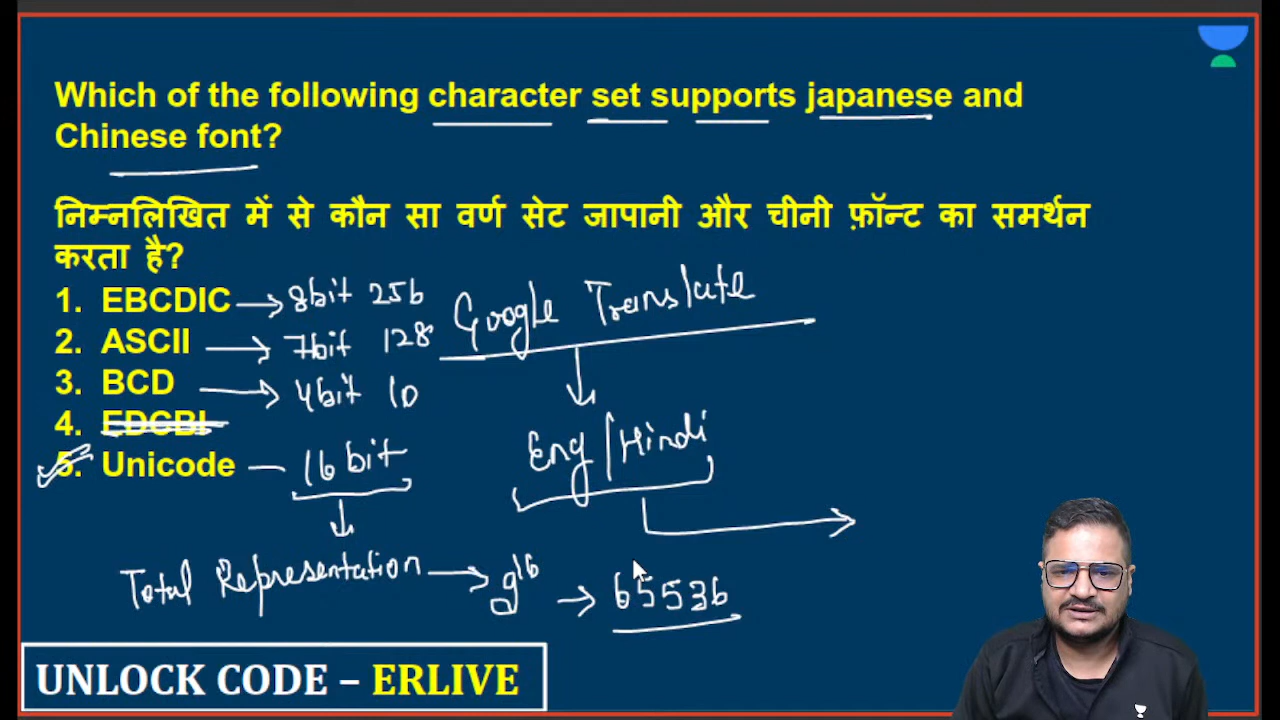 Which of the following character set supports japanese and
Chinese font?
निम्नलिखित में से कौन सा वर्ण सेट जापानी और चीनी फ़ॉन्ट का समर्थन
करता है?
1. EBCDIC → 8bit 256
Google Translate
2. ASCII → 7bit 128
3. BCD → 4bit 10
4. EDCBI
Eng/Hindi
5. Unicode — 16 bit
Total Representation → 2^16 → 65536
UNLOCK CODE – ERLIVE